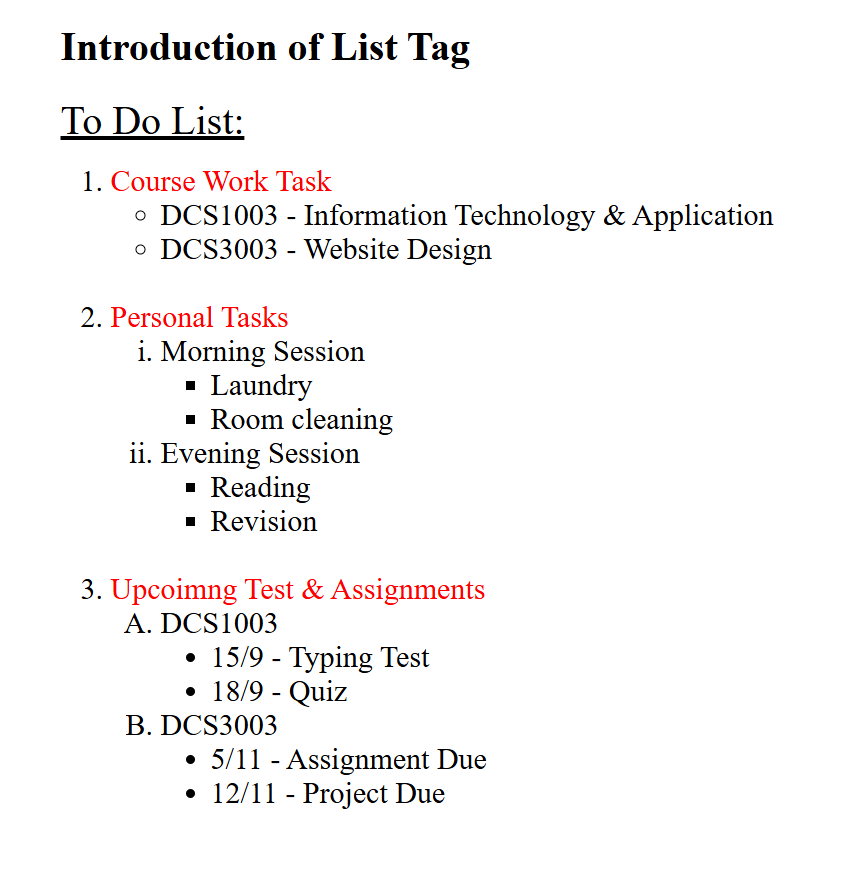 Introduction of List Tag
To Do List:
1. Course Work Task
DCS1003 - Information Technology & Application
DCS3003 - Website Design
2. Personal Tasks
i. Morning Session
Laundry
Room cleaning
ii. Evening Session
Reading
Revision
3. Upcoimng Test & Assignments
A. DCS1003
15/9 - Typing Test
18/9 - Quiz
B. DCS3003
5/11 - Assignment Due
12/11 - Project Due